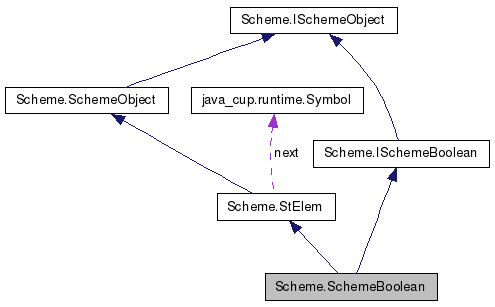 Scheme.ISchemeObject
Scheme.SchemeObject
java_cup.runtime.Symbol
next
Scheme.ISchemeBoolean
Scheme.StElem
Scheme.SchemeBoolean